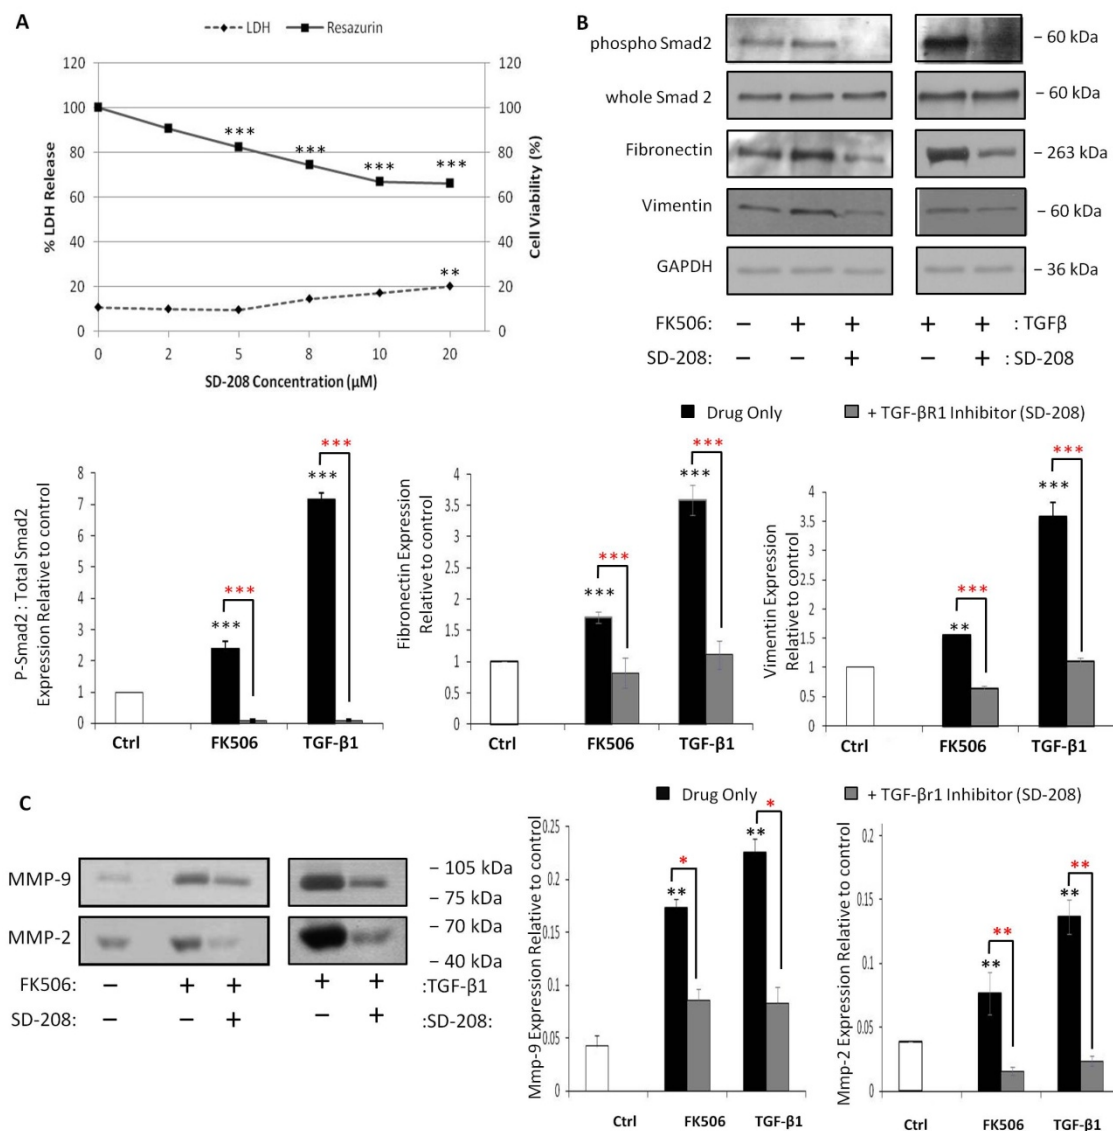 A
LDH Resazurin
120 120
100 100
80 80
60 60
40 40
20 20
0 0
*** *** *** ***
**
% LDH Release
Cell Viability (%)
0 2 5 8 10 20
SD-208 Concentration (µM)
B
phospho Smad2 – 60 kDa
whole Smad 2 – 60 kDa
Fibronectin – 263 kDa
Vimentin – 60 kDa
GAPDH – 36 kDa
FK506: – + + + + : TGFβ
SD-208: – – + – + : SD-208
Drug Only + TGF-βR1 Inhibitor (SD-208)
P-Smad2 : Total Smad2
Expression Relative to control
8
7
6
5
4
3
2
1
0
***
***
***
***
Ctrl FK506 TGF-β1
Fibronectin Expression
Relative to control
4
3.5
3
2.5
2
1.5
1
0.5
0
***
***
***
***
Ctrl FK506 TGF-β1
Vimentin Expression
Relative to control
4
3.5
3
2.5
2
1.5
1
0.5
0
***
***
***
**
Ctrl FK506 TGF-β1
C
MMP-9
MMP-2
– 105 kDa
– 75 kDa
– 70 kDa
– 40 kDa
FK506: – + + + + :TGF-β1
SD-208: – – + – + :SD-208:
Drug Only + TGF-βr1 Inhibitor (SD-208)
Mmp-9 Expression Relative to control
0.25
0.2
0.15
0.1
0.05
0
*
**
*
**
Ctrl FK506 TGF-β1
Mmp-2 Expression Relative to control
0.2
0.15
0.1
0.05
0
**
**
**
**
Ctrl FK506 TGF-β1